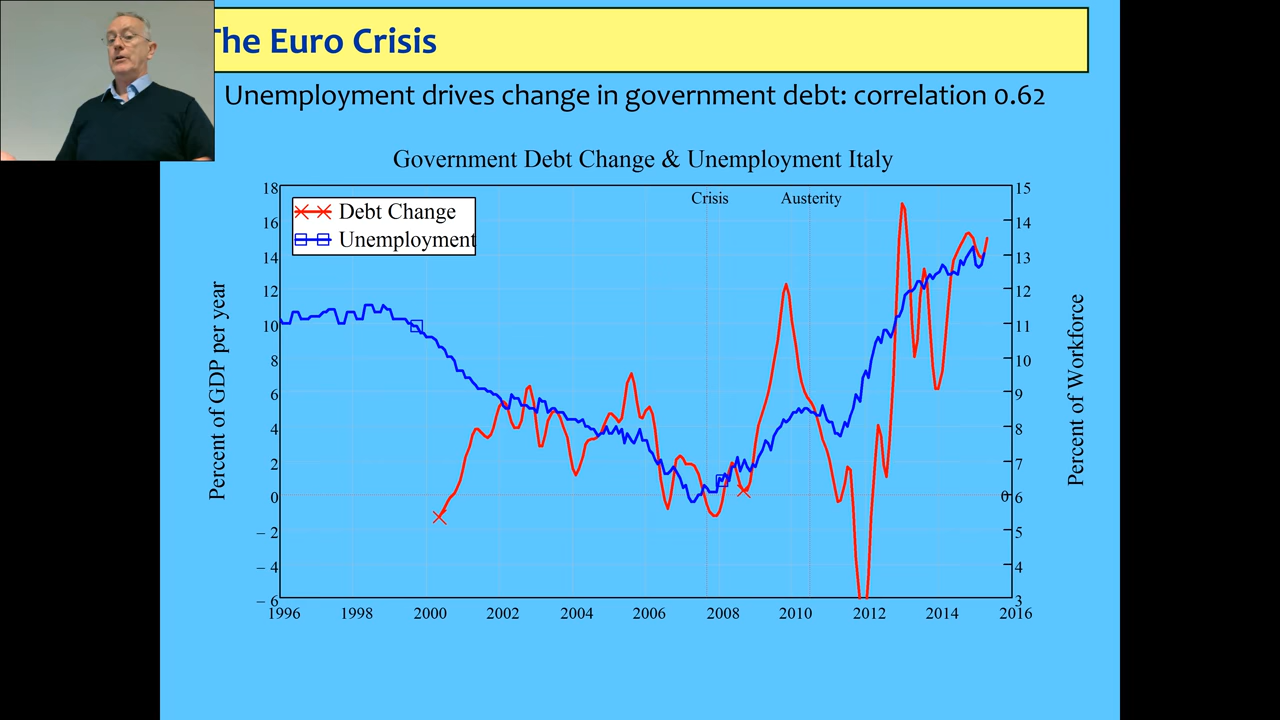 The Euro Crisis
Unemployment drives change in government debt: correlation 0.62
Government Debt Change & Unemployment Italy
Crisis
Austerity
Debt Change
Unemployment
Percent of GDP per year
18
16
14
12
10
8
6
4
2
0
– 2
– 4
– 6
15
14
13
12
11
10
9
8
7
6
5
4
3
0
Percent of Workforce
1996 1998 2000 2002 2004 2006 2008 2010 2012 2014 2016